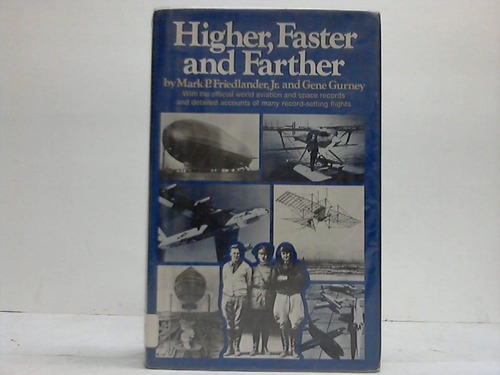 Higher, Faster
and Farther
by Mark P. Friedlander, Jr. and Gene Gurney
With the official world aviation and space records
and detailed accounts of many record-setting flights